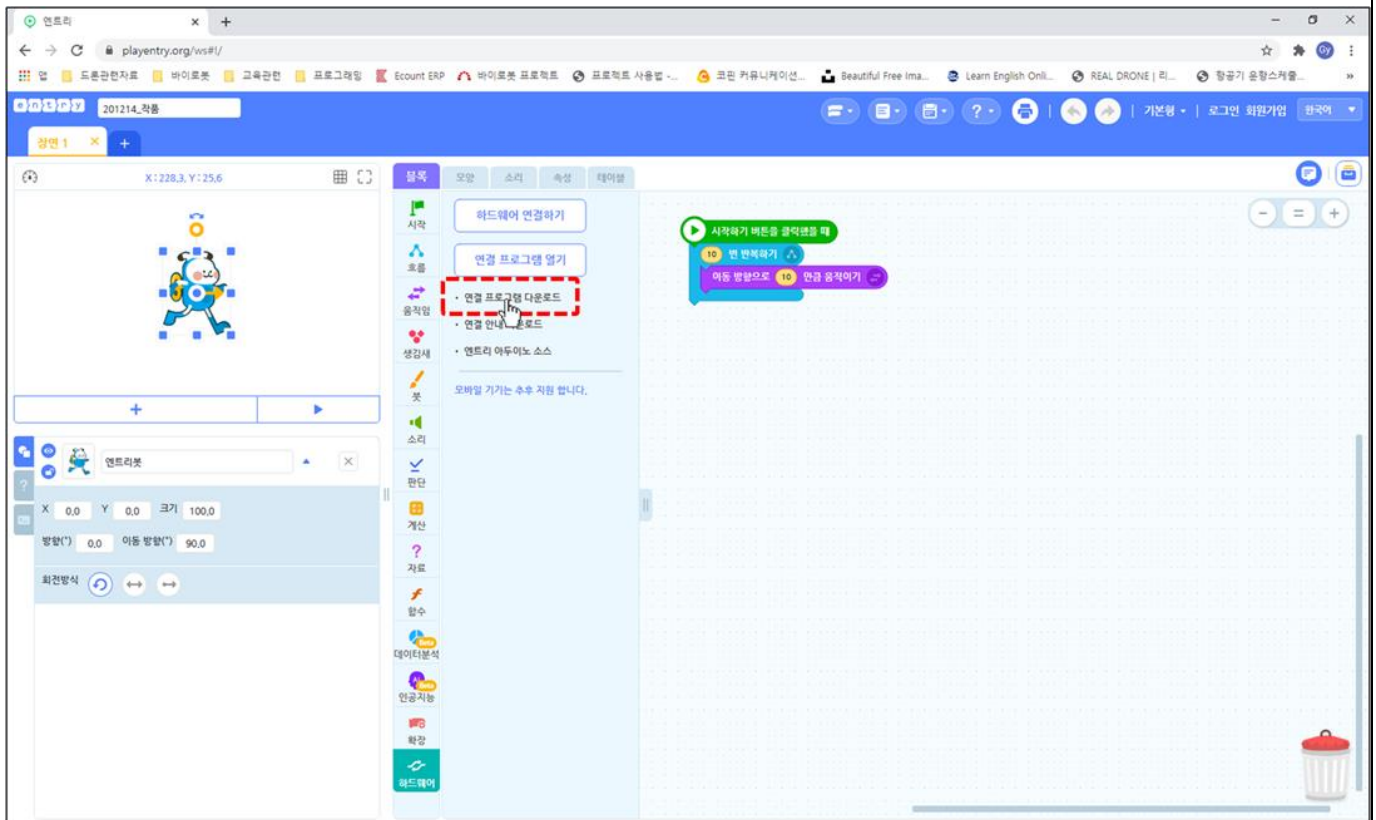 엔트리
playentry.org/ws#!/
Gy
앱 드론관련자료 바이로봇 교육관련 프로그래밍 Ecount ERP 바이로봇 프로젝트 프로젝트 사용법 -... 코핀 커뮤니케이션... Beautiful Free Ima... Learn English Onli... REAL DRONE | 리... 항공기 운항스케줄... »
entry 201214_작품 기본형 | 로그인 회원가입 한국어
장면 1 × +
X : 228.3, Y : 25.6
블록 모양 소리 속성 테이블
시작
흐름
움직임
생김새
붓
소리
판단
계산
자료
함수
데이터분석 Beta
인공지능 Beta
확장
하드웨어
하드웨어 연결하기
연결 프로그램 열기
• 연결 프로그램 다운로드
• 연결 안내 다운로드
• 엔트리 아두이노 소스
모바일 기기는 추후 지원 합니다.
시작하기 버튼을 클릭했을 때
10 번 반복하기
이동 방향으로 10 만큼 움직이기
엔트리봇
X 0.0 Y 0.0 크기 100.0
방향(°) 0.0 이동 방향(°) 90.0
회전방식